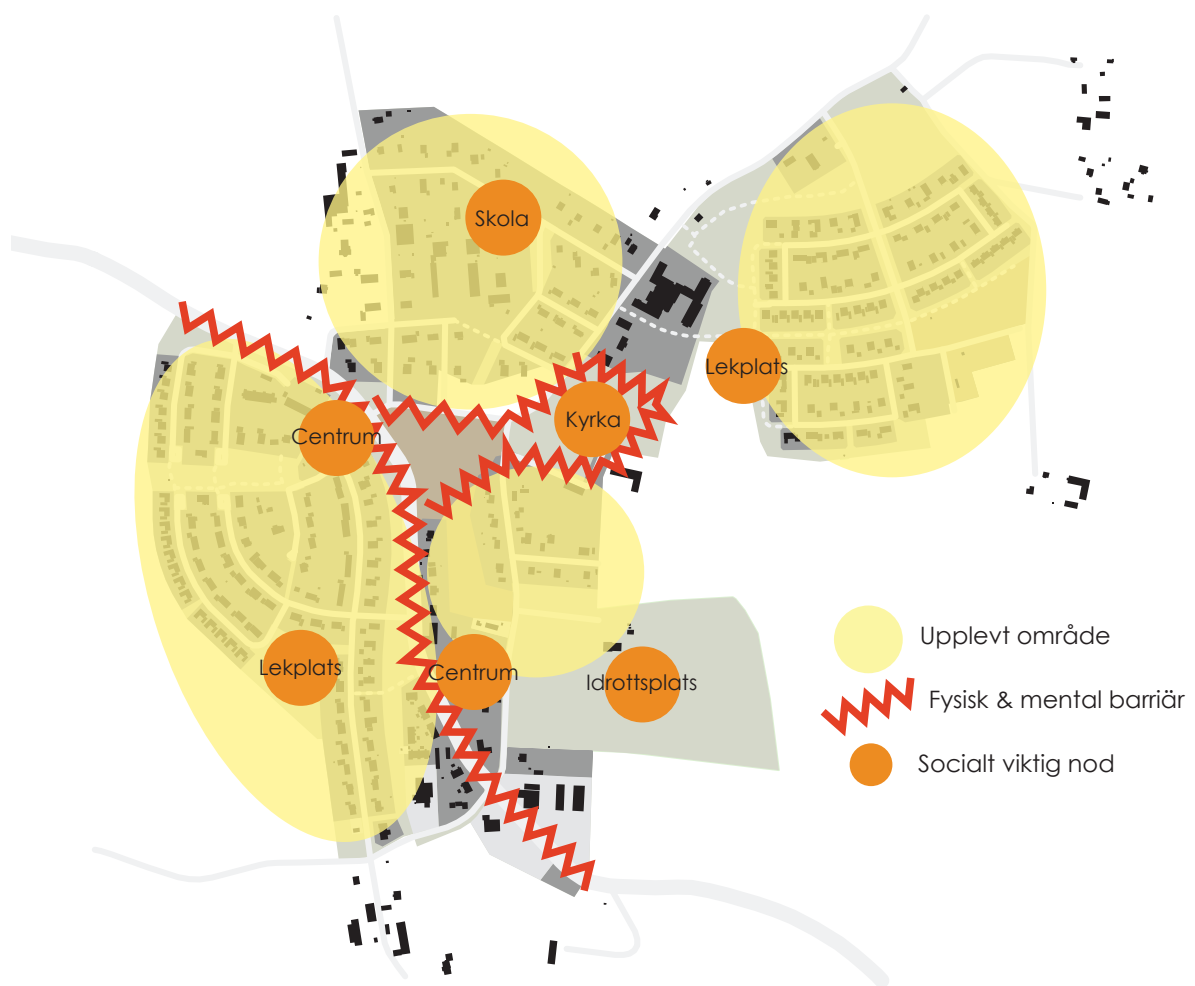 Skola
Lekplats
Kyrka
Centrum
Lekplats
Centrum
Idrottsplats
Upplevt område
Fysisk & mental barriär
Socialt viktig nod